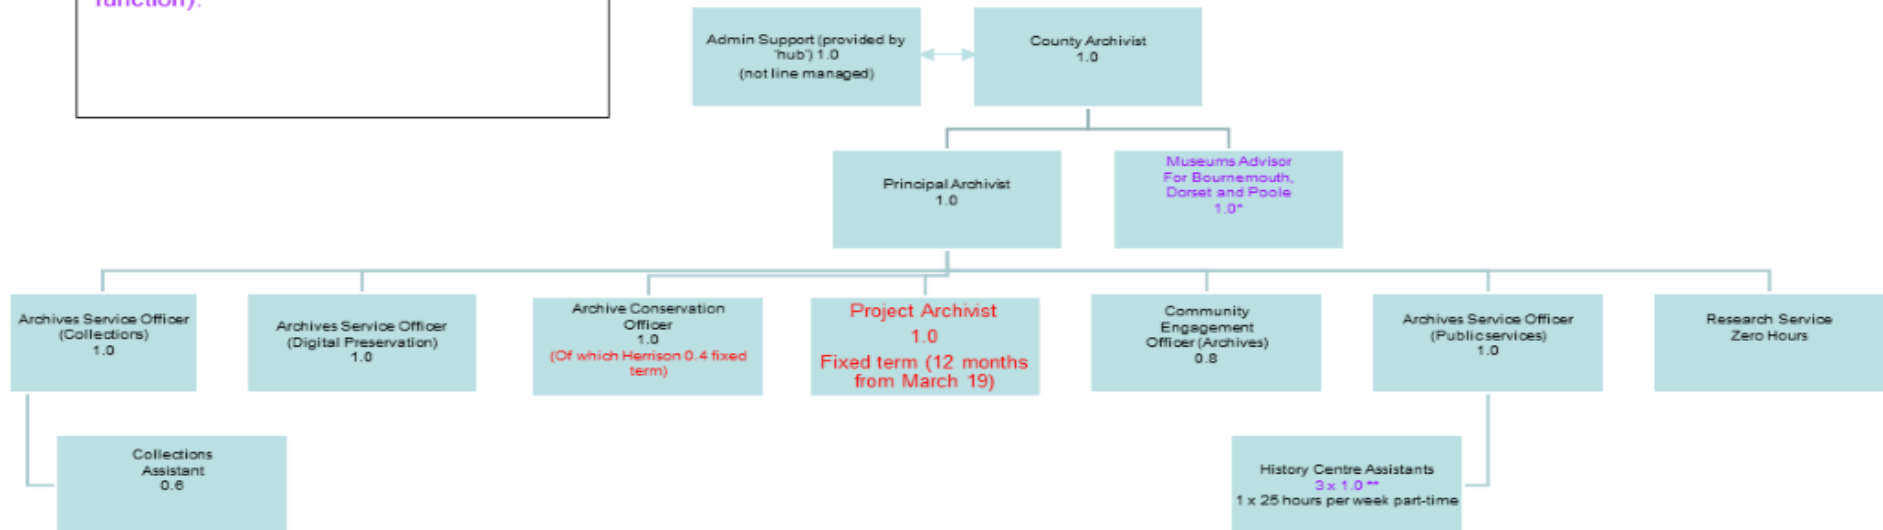 function).
Admin Support (provided by
'hub') 1.0
(not line managed)
County Archivist
1.0
Principal Archivist
1.0
Museums Advisor
For Bournemouth,
Dorset and Poole
1.0*
Archives Service Officer
(Collections)
1.0
Archives Service Officer
(Digital Preservation)
1.0
Archive Conservation
Officer
1.0
(Of which Herrison 0.4 fixed
term)
Project Archivist
1.0
Fixed term (12 months
from March 19)
Community
Engagement
Officer (Archives)
0.8
Archives Service Officer
(Public services)
1.0
Research Service
Zero Hours
Collections
Assistant
0.6
History Centre Assistants
3 x 1.0 **
1 x 25 hours per week part-time